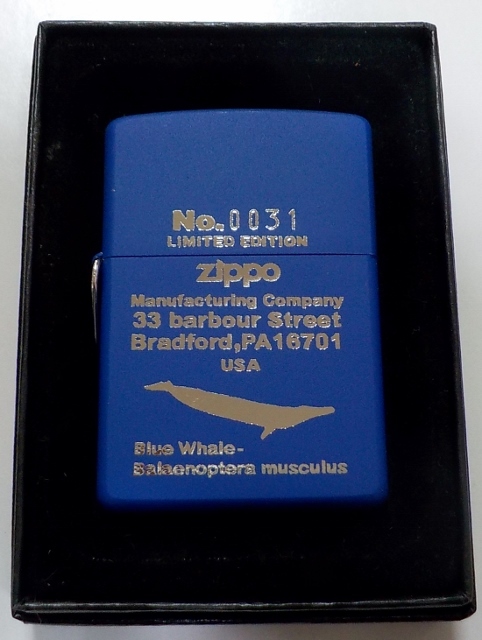 No. 0031
LIMITED EDITION
zippo
Manufacturing Company
33 barbour Street
Bradford,PA16701
USA
Blue Whale-
Balaenoptera musculus